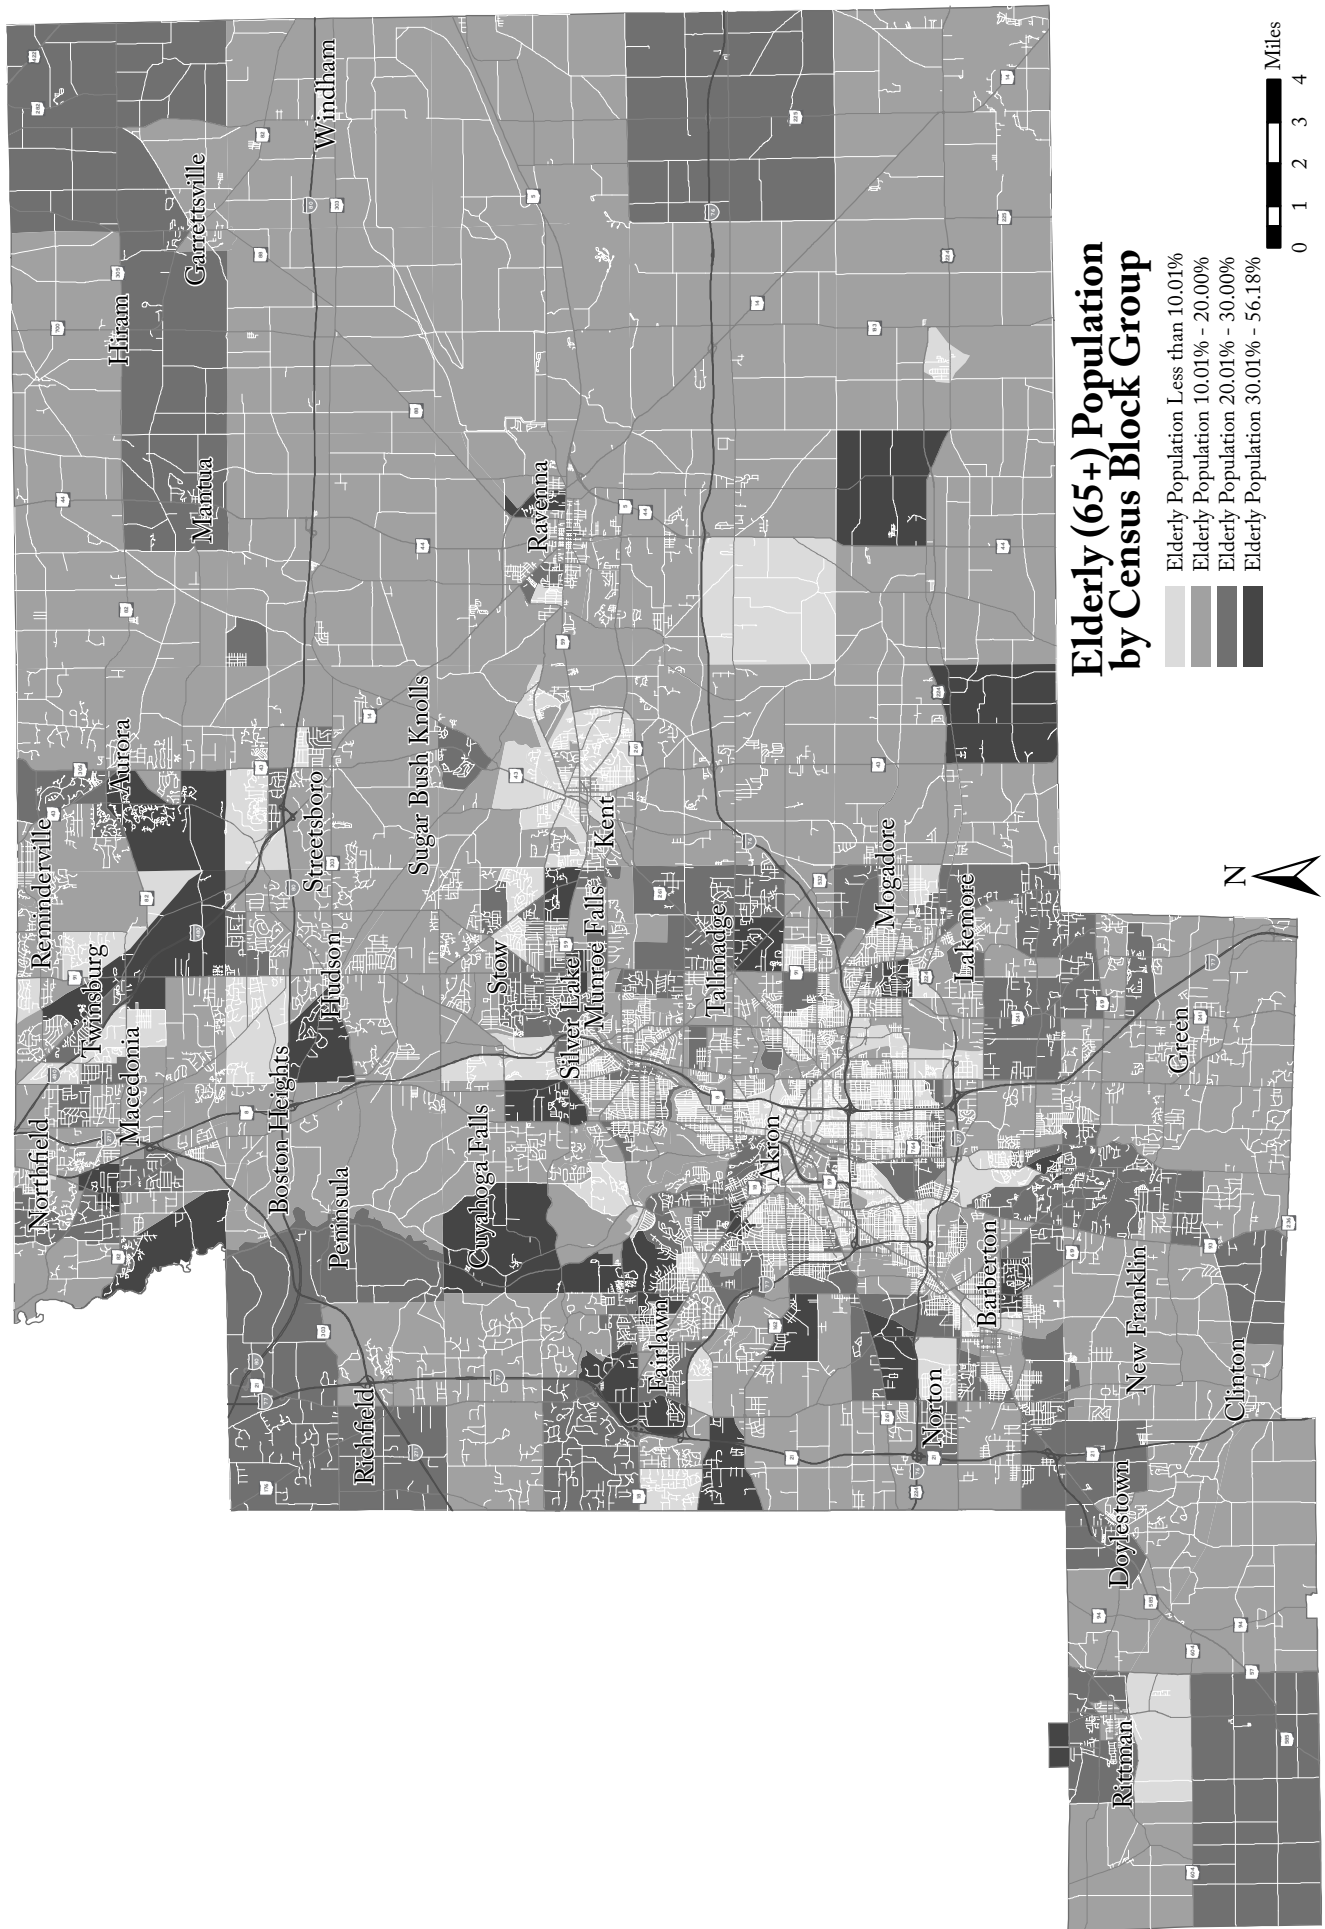 Elderly (65+) Population
by Census Block Group
Elderly Population Less than 10.01%
Elderly Population 10.01% - 20.00%
Elderly Population 20.01% - 30.00%
Elderly Population 30.01% - 56.18%
0 1 2 3 4 Miles
N
Northfield
Macedonia
Twinsburg
Reminderville
Aurora
Mantua
Hiram
Garrettsville
Windham
Boston Heights
Peninsula
Hudson
Streetsboro
Richfield
Cuyahoga Falls
Stow
Sugar Bush Knolls
Silver Lake
Munroe Falls
Kent
Ravenna
Fairlawn
Akron
Tallmadge
Mogadore
Norton
Barberton
Lakemore
New Franklin
Green
Clinton
Doylestown
Rittman